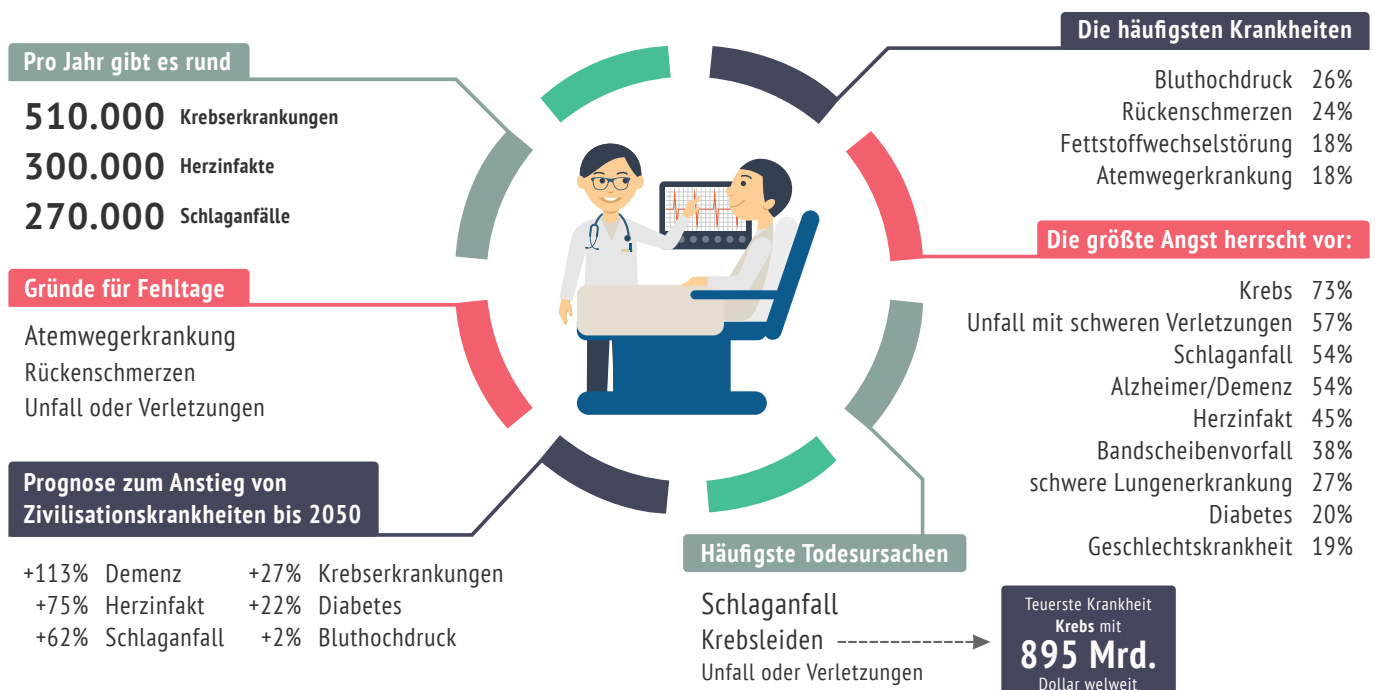 Pro Jahr gibt es rund
510.000 Krebserkrankungen
300.000 Herzinfakte
270.000 Schlaganfälle
Gründe für Fehltage
Atemwegerkrankung
Rückenschmerzen
Unfall oder Verletzungen
Prognose zum Anstieg von
Zivilisationskrankheiten bis 2050
+113% Demenz +27% Krebserkrankungen
+75% Herzinfakt +22% Diabetes
+62% Schlaganfall +2% Bluthochdruck
Die häufigsten Krankheiten
Bluthochdruck 26%
Rückenschmerzen 24%
Fettstoffwechselstörung 18%
Atemwegerkrankung 18%
Die größte Angst herrscht vor:
Krebs 73%
Unfall mit schweren Verletzungen 57%
Schlaganfall 54%
Alzheimer/Demenz 54%
Herzinfakt 45%
Bandscheibenvorfall 38%
schwere Lungenerkrankung 27%
Diabetes 20%
Geschlechtskrankheit 19%
Häufigste Todesursachen
Schlaganfall
Krebsleiden
Unfall oder Verletzungen
Teuerste Krankheit
Krebs mit
895 Mrd.
Dollar welweit